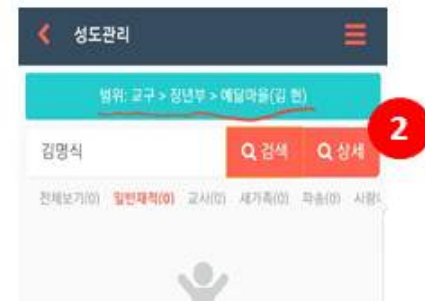 성도관리
범위: 교구 > 장년부 > 예닮마을(김 현)
김명식 검색 상세
2
전체보기(0) 일반재적(0) 교사(0) 새가족(0) 파송(0) 사랑